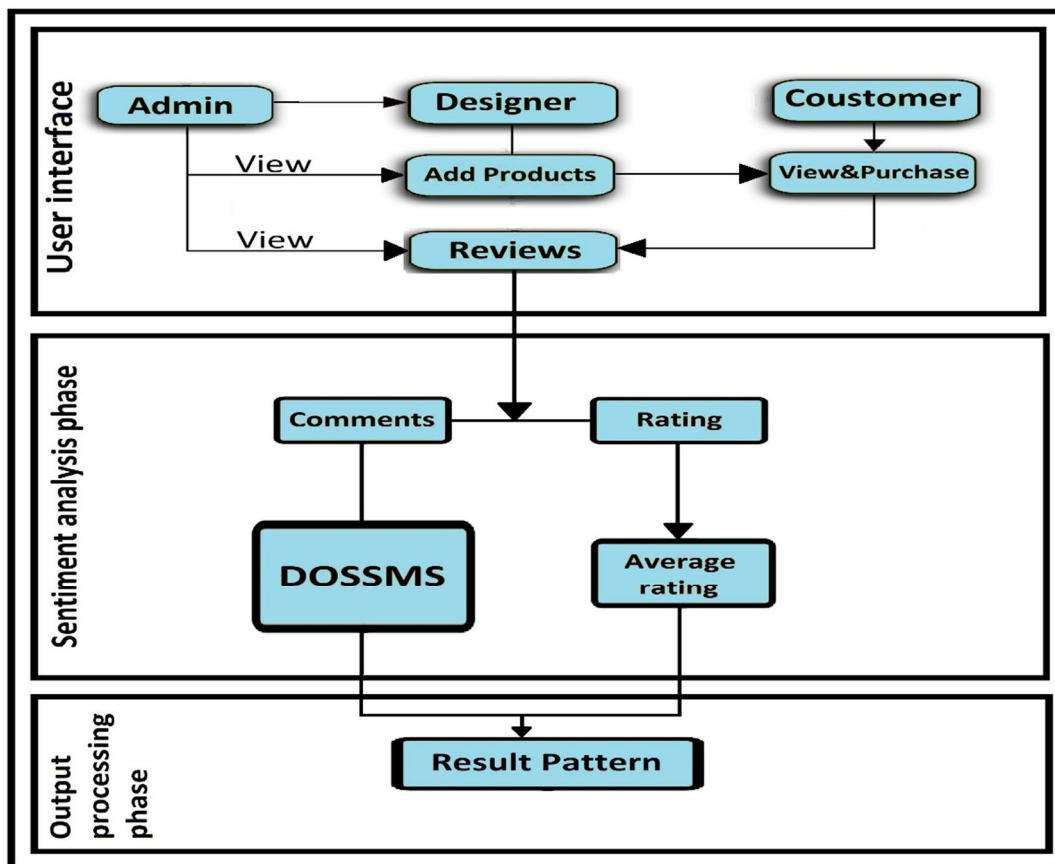 User interface
Admin
Designer
Coustomer
View
Add Products
View&Purchase
View
Reviews
Sentiment analysis phase
Comments
Rating
DOSSMS
Average
rating
Output
processing
phase
Result Pattern